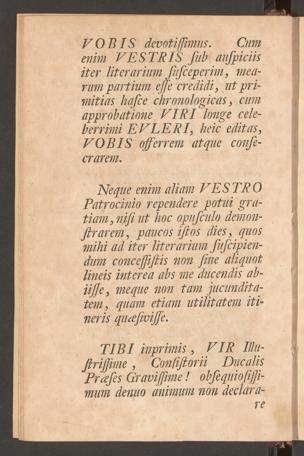 VOBIS devotiſſimus. Cum
enim VESTRIS ſub auſpiciis
iter literarium ſuſceperim, mea-
rum partium eſſe credidi, ut pri-
mitias haſce chronologicas, cum
approbatione VIRI longe cele-
berrimi EVLERI, heic editas,
VOBIS offerrem atque conſe-
crarem.
Neque enim aliam VESTRO
Patrocinio rependere potui gra-
tiam, niſi ut hoc opuſculo demon-
ſtrarem, paucos iſtos dies, quos
mihi ad iter literarium ſuſcipien-
dum conceſſiſtis non ſine aliquot
lineis interea abs me ducendis ab-
iiſſe, meque non tam jucundita-
tem, quam etiam utilitatem iti-
neris quæſiviſſe.
TIBI inprimis, VIR Illu-
ſtriſſime, Conſiſtorii Ducalis
Præſes Graviſſime! obſequioſiſſi-
mum denuo animum non declara-
re